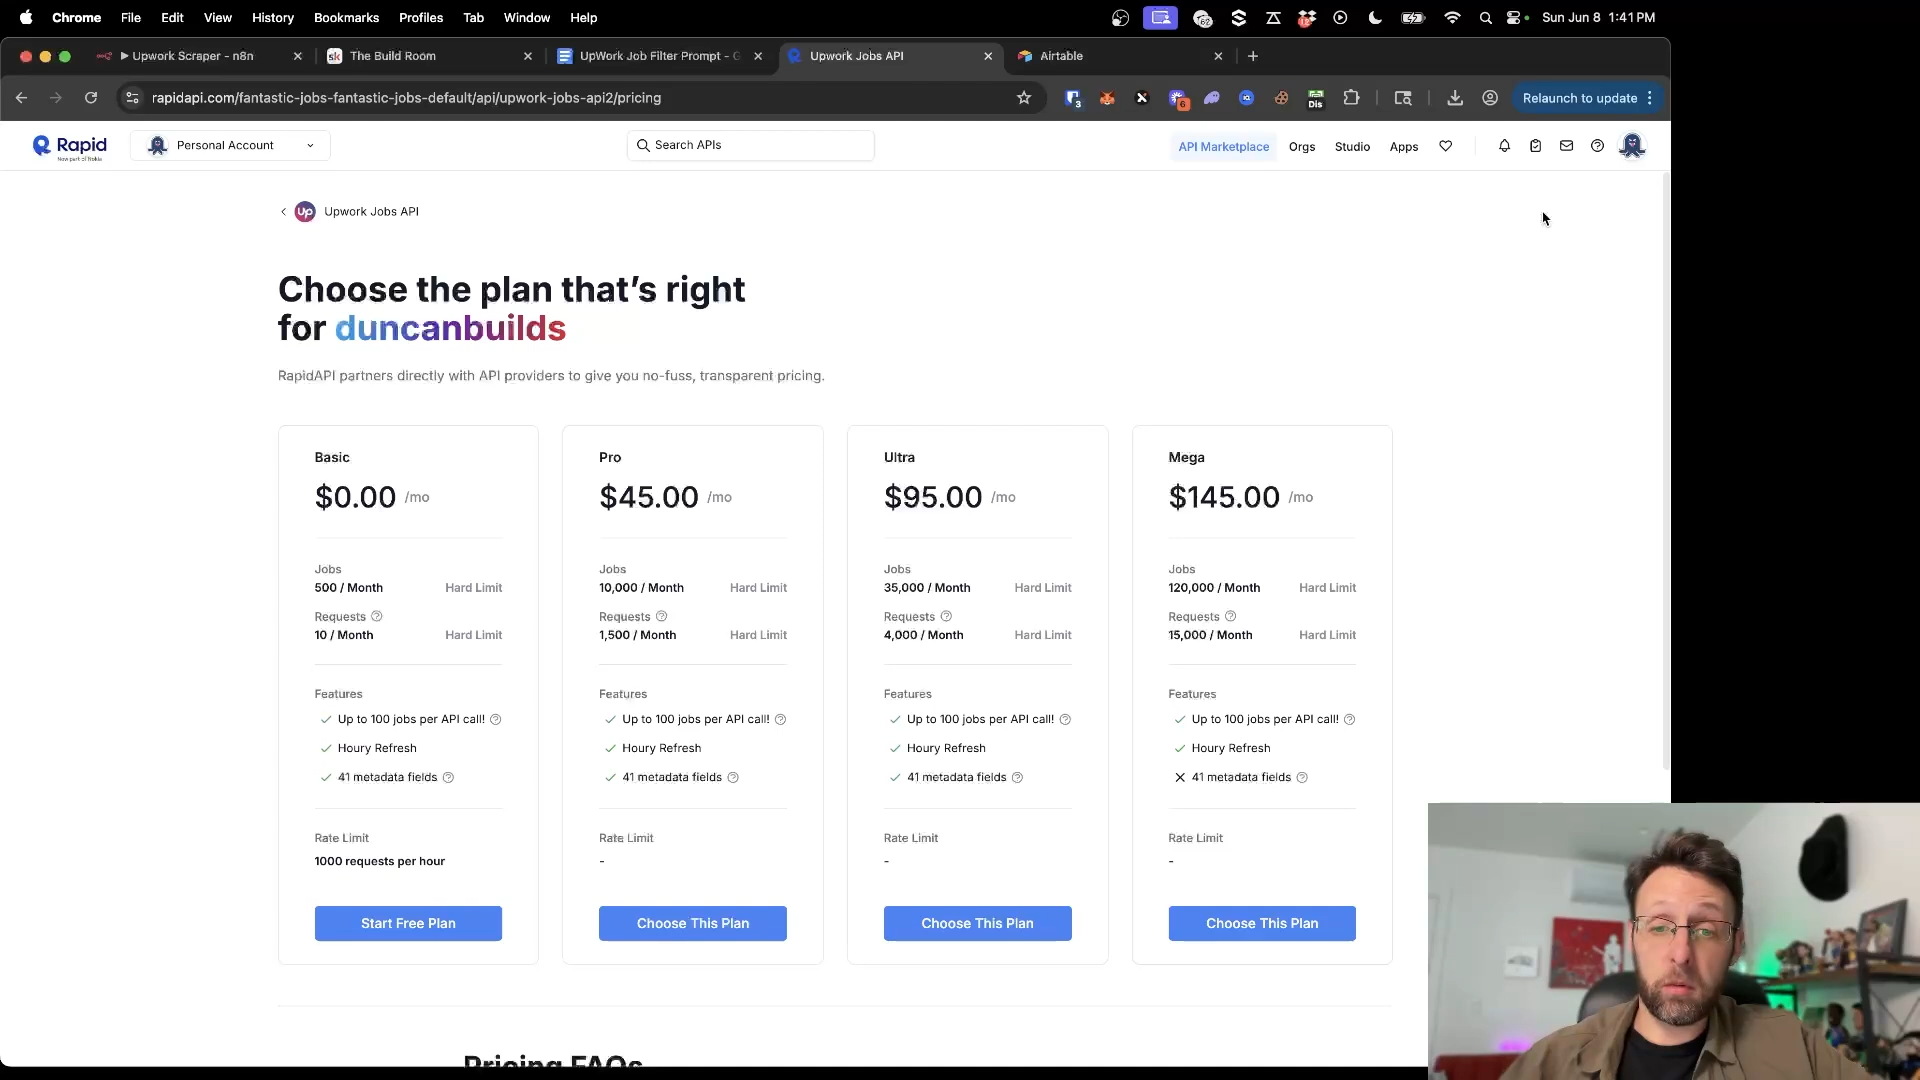 Chrome File Edit View History Bookmarks Profiles Tab Window Help
Sun Jun 8 1:41 PM
Upwork Scraper - n8n
The Build Room
UpWork Job Filter Prompt - G
Upwork Jobs API
Airtable
rapidapi.com/fantastic-jobs-fantastic-jobs-default/api/upwork-jobs-api2/pricing
Relaunch to update
Rapid
Now part of Nokia
Personal Account
Search APIs
API Marketplace
Orgs
Studio
Apps
Up
Upwork Jobs API
Choose the plan that's right
for duncanbuilds
RapidAPI partners directly with API providers to give you no-fuss, transparent pricing.
Basic
$0.00 /mo
Jobs
500 / Month Hard Limit
Requests
10 / Month Hard Limit
Features
Up to 100 jobs per API call!
Houry Refresh
41 metadata fields
Rate Limit
1000 requests per hour
Start Free Plan
Pro
$45.00 /mo
Jobs
10,000 / Month Hard Limit
Requests
1,500 / Month Hard Limit
Features
Up to 100 jobs per API call!
Houry Refresh
41 metadata fields
Rate Limit
-
Choose This Plan
Ultra
$95.00 /mo
Jobs
35,000 / Month Hard Limit
Requests
4,000 / Month Hard Limit
Features
Up to 100 jobs per API call!
Houry Refresh
41 metadata fields
Rate Limit
-
Choose This Plan
Mega
$145.00 /mo
Jobs
120,000 / Month Hard Limit
Requests
15,000 / Month Hard Limit
Features
Up to 100 jobs per API call!
Houry Refresh
41 metadata fields
Rate Limit
-
Choose This Plan
Pricing FAQs